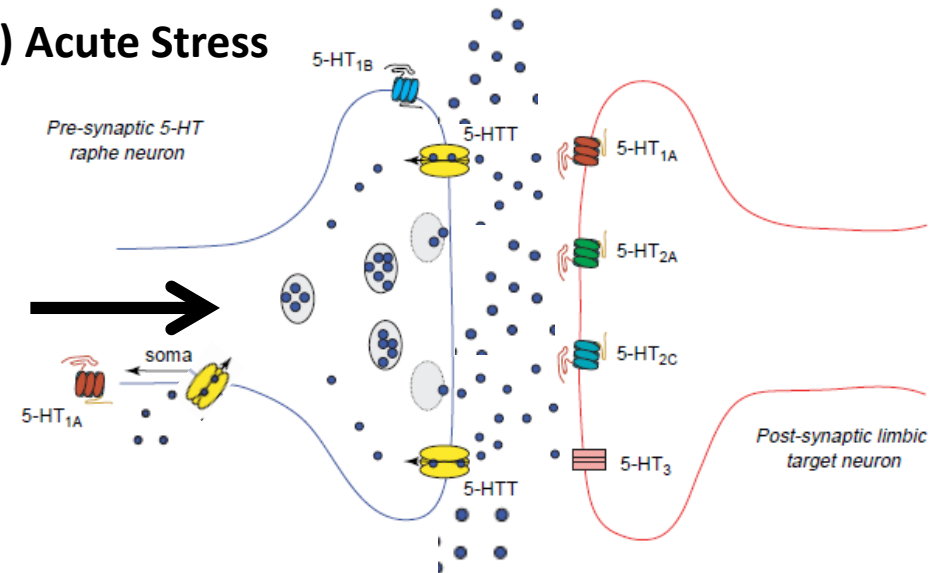 ) Acute Stress
5-HT1B
Pre-synaptic 5-HT
raphe neuron
5-HTT
5-HT1A
5-HT2A
soma
5-HT2C
5-HT1A
Post-synaptic limbic
target neuron
5-HT3
5-HTT